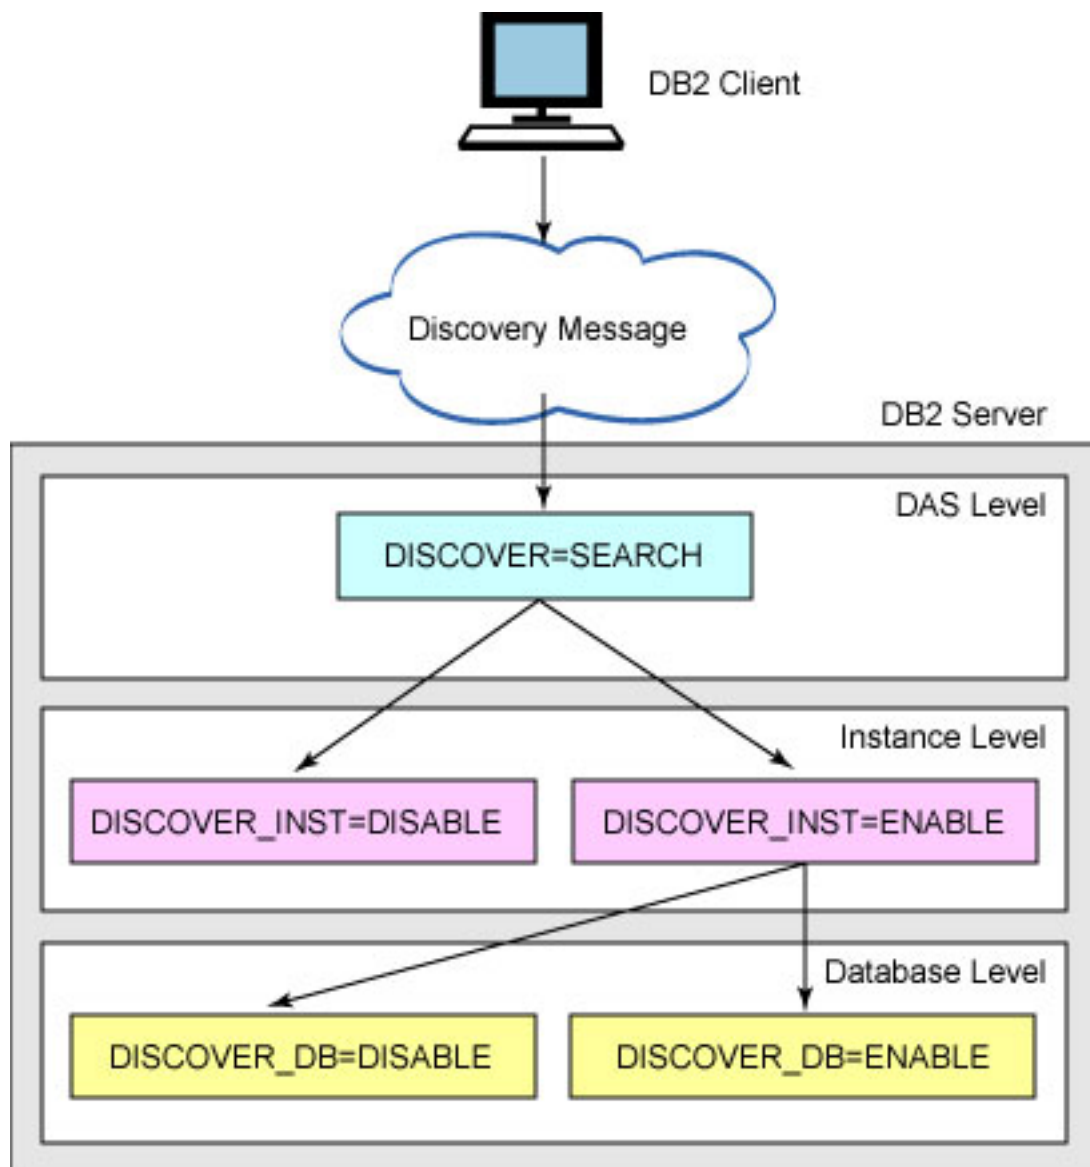 DB2 Client
Discovery Message
DB2 Server
DAS Level
DISCOVER=SEARCH
Instance Level
DISCOVER_INST=DISABLE
DISCOVER_INST=ENABLE
Database Level
DISCOVER_DB=DISABLE
DISCOVER_DB=ENABLE